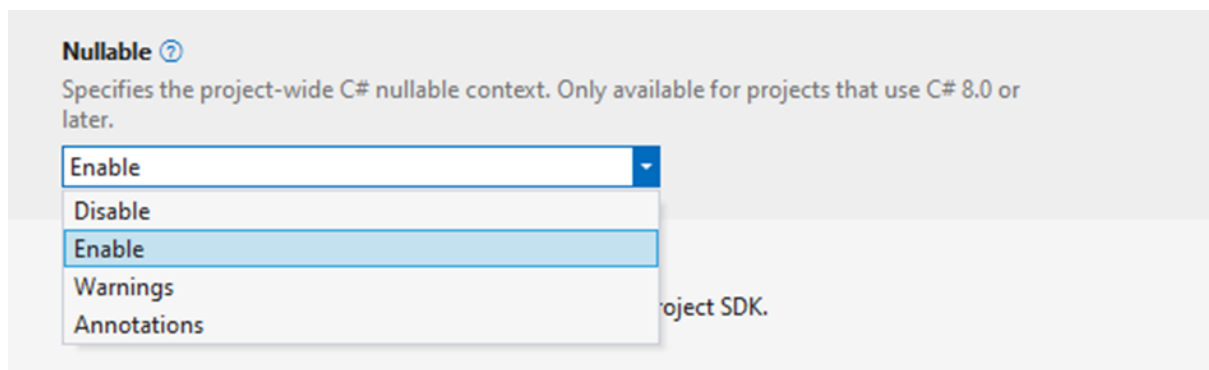 Nullable
Specifies the project-wide C# nullable context. Only available for projects that use C# 8.0 or
later.
Enable
Disable
Enable
Warnings
Annotations
oject SDK.